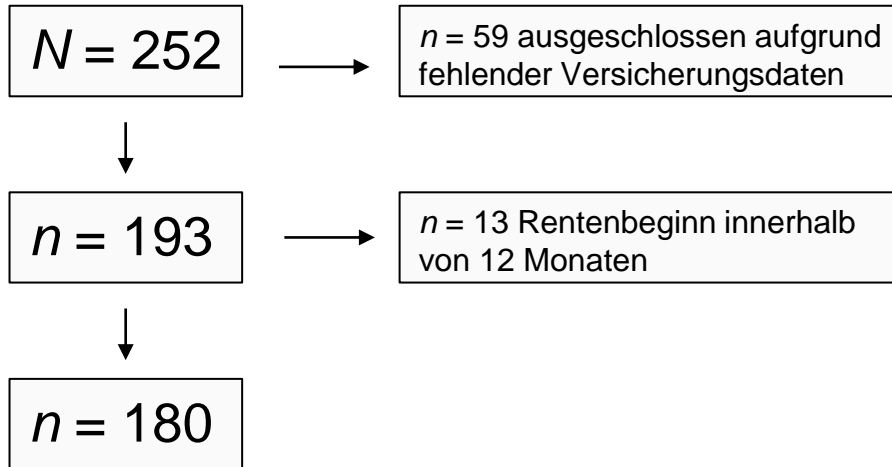 N = 252
n = 59 ausgeschlossen aufgrund
fehlender Versicherungsdaten
n = 193
n = 13 Rentenbeginn innerhalb
von 12 Monaten
n = 180